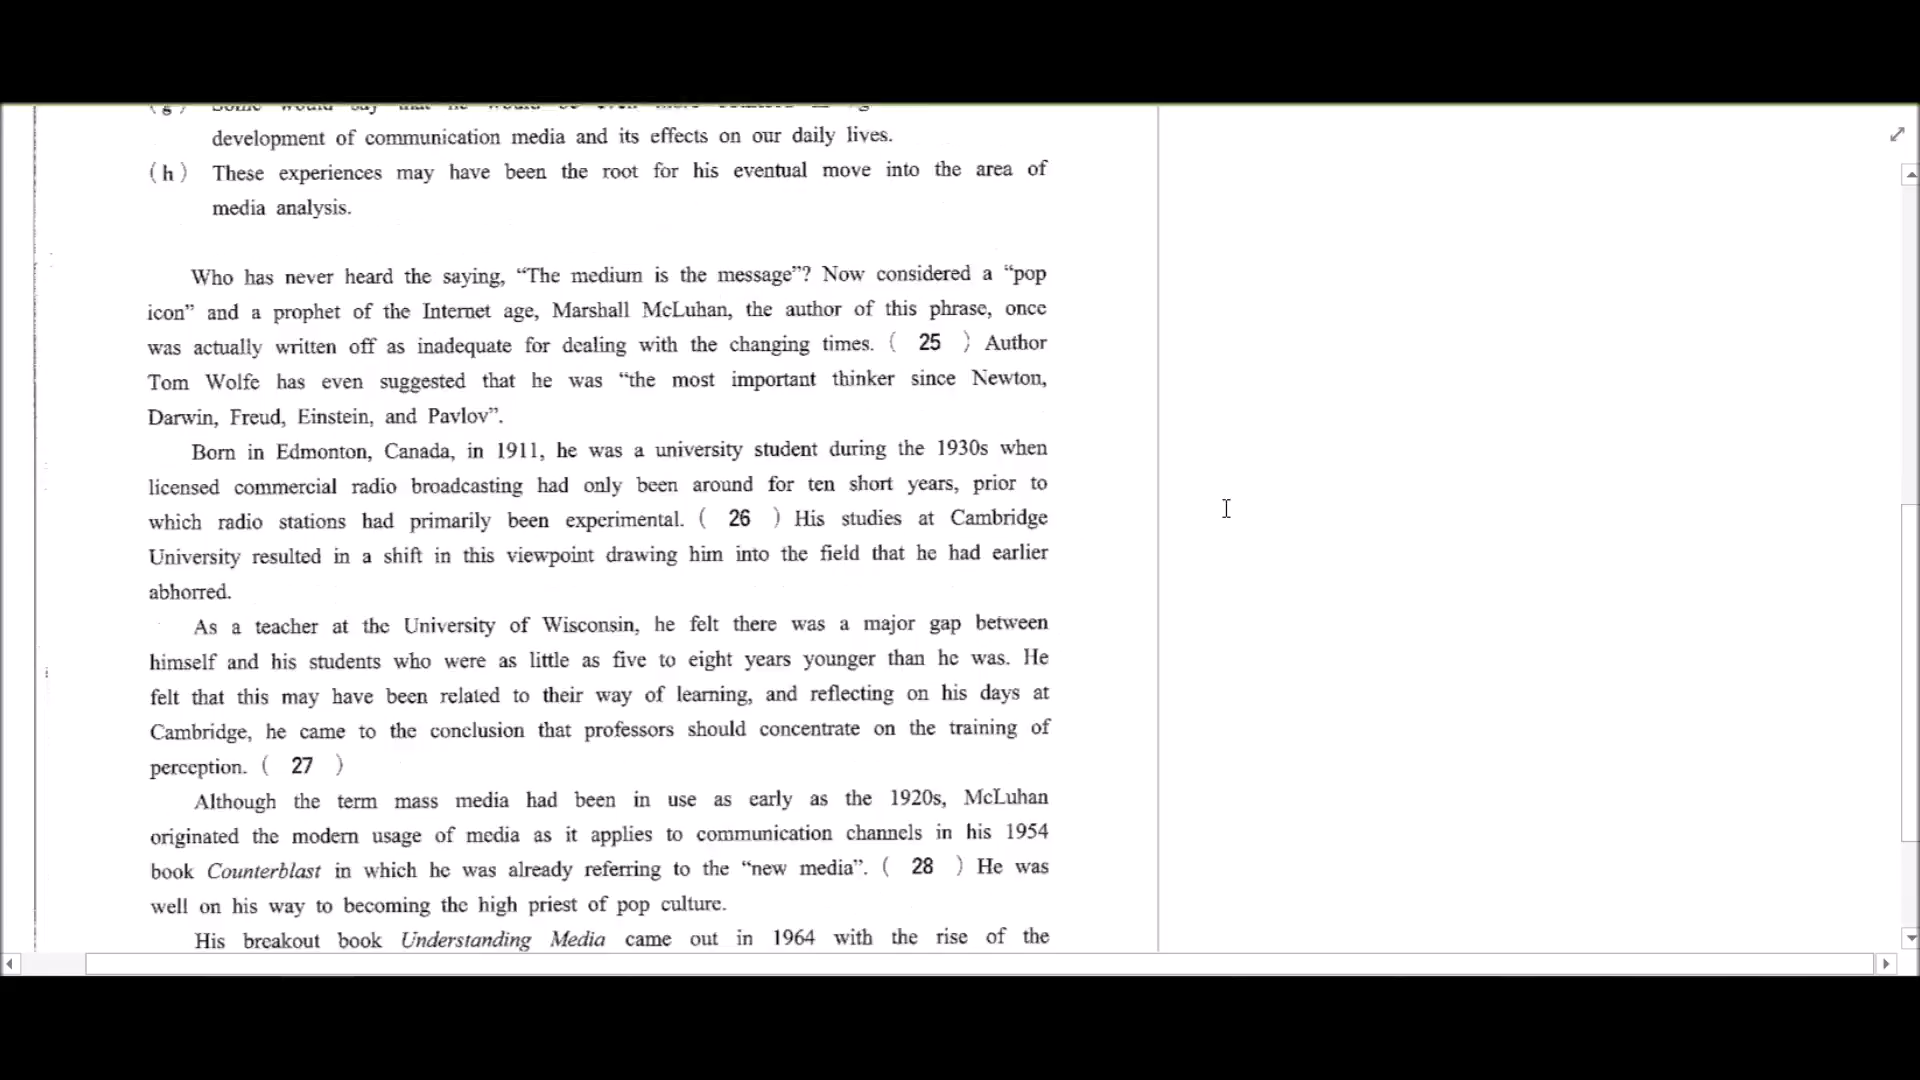 (g) Some would say that he would be even more
development of communication media and its effects on our daily lives.
(h) These experiences may have been the root for his eventual move into the area of
media analysis.
Who has never heard the saying, “The medium is the message”? Now considered a “pop
icon” and a prophet of the Internet age, Marshall McLuhan, the author of this phrase, once
was actually written off as inadequate for dealing with the changing times. ( 25 ) Author
Tom Wolfe has even suggested that he was “the most important thinker since Newton,
Darwin, Freud, Einstein, and Pavlov”.
Born in Edmonton, Canada, in 1911, he was a university student during the 1930s when
licensed commercial radio broadcasting had only been around for ten short years, prior to
which radio stations had primarily been experimental. ( 26 ) His studies at Cambridge
University resulted in a shift in this viewpoint drawing him into the field that he had earlier
abhorred.
As a teacher at the University of Wisconsin, he felt there was a major gap between
himself and his students who were as little as five to eight years younger than he was. He
felt that this may have been related to their way of learning, and reflecting on his days at
Cambridge, he came to the conclusion that professors should concentrate on the training of
perception. ( 27 )
Although the term mass media had been in use as early as the 1920s, McLuhan
originated the modern usage of media as it applies to communication channels in his 1954
book Counterblast in which he was already referring to the “new media”. ( 28 ) He was
well on his way to becoming the high priest of pop culture.
His breakout book Understanding Media came out in 1964 with the rise of the